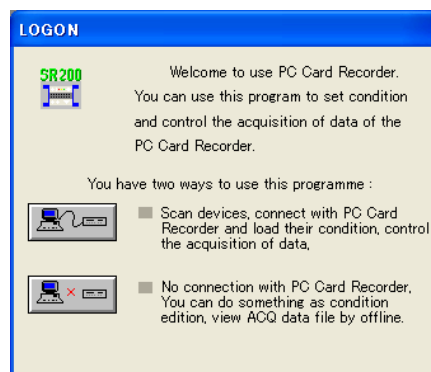 LOGON
SR200
Welcome to use PC Card Recorder.
You can use this program to set condition
and control the acquisition of data of the
PC Card Recorder.
You have two ways to use this programme :
Scan devices, connect with PC Card
Recorder and load their condition, control
the acquisition of data,
No connection with PC Card Recorder,
You can do something as condition
edition, view ACQ data file by offline.